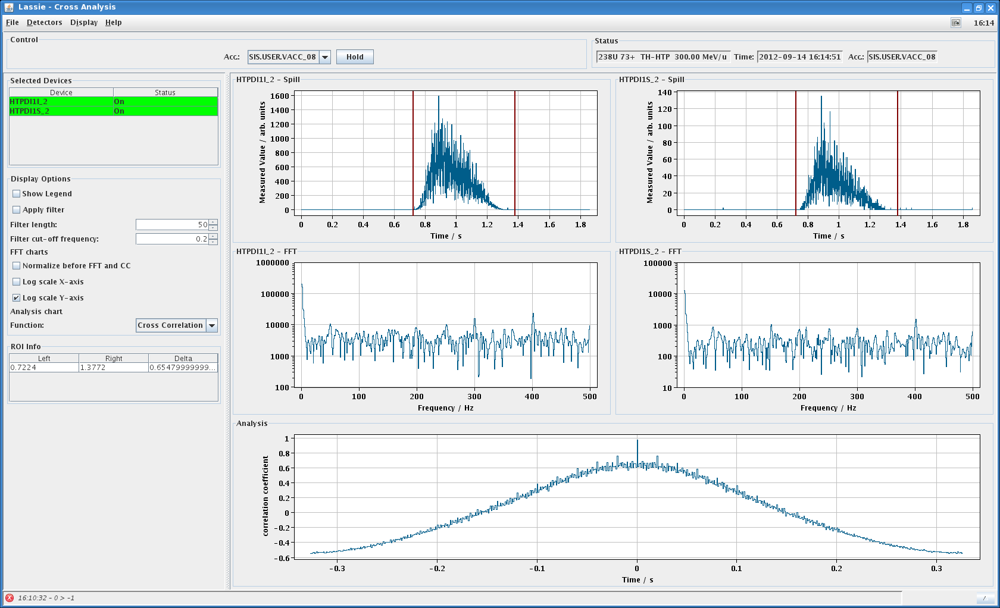 Lassie - Cross Analysis
File Detectors Display Help 16:14
Control
Acc.: SIS.USER.VACC_08 Hold
Status
238U 73+ TH-HTP 300.00 MeV/u Time: 2012-09-14 16:14:51 Acc.: SIS.USER.VACC_08
Selected Devices
Device Status
HTPDI1I_2 On
HTPDI1S_2 On
Display Options
Show Legend
Apply filter
Filter length: 50
Filter cut-off frequency: 0.2
FFT charts
Normalize before FFT and CC
Log scale X-axis
Log scale Y-axis
Analysis chart
Function: Cross Correlation
ROI Info
Left Right Delta
0.7224 1.3772 0.65479999999...
HTPDI1I_2 - Spill
Measured Value / arb. units
1600
1400
1200
1000
800
600
400
200
0
0 0.2 0.4 0.6 0.8 1 1.2 1.4 1.6 1.8
Time / s
HTPDI1S_2 - Spill
Measured Value / arb. units
140
120
100
80
60
40
20
0
0 0.2 0.4 0.6 0.8 1 1.2 1.4 1.6 1.8
Time / s
HTPDI1I_2 - FFT
1000000
100000
10000
1000
100
0 100 200 300 400 500
Frequency / Hz
HTPDI1S_2 - FFT
100000
10000
1000
100
10
0 100 200 300 400 500
Frequency / Hz
Analysis
correlation coefficient
1
0.8
0.6
0.4
0.2
0
-0.2
-0.4
-0.6
-0.3 -0.2 -0.1 0 0.1 0.2 0.3
Time / s
16:10:32 - 0 > -1